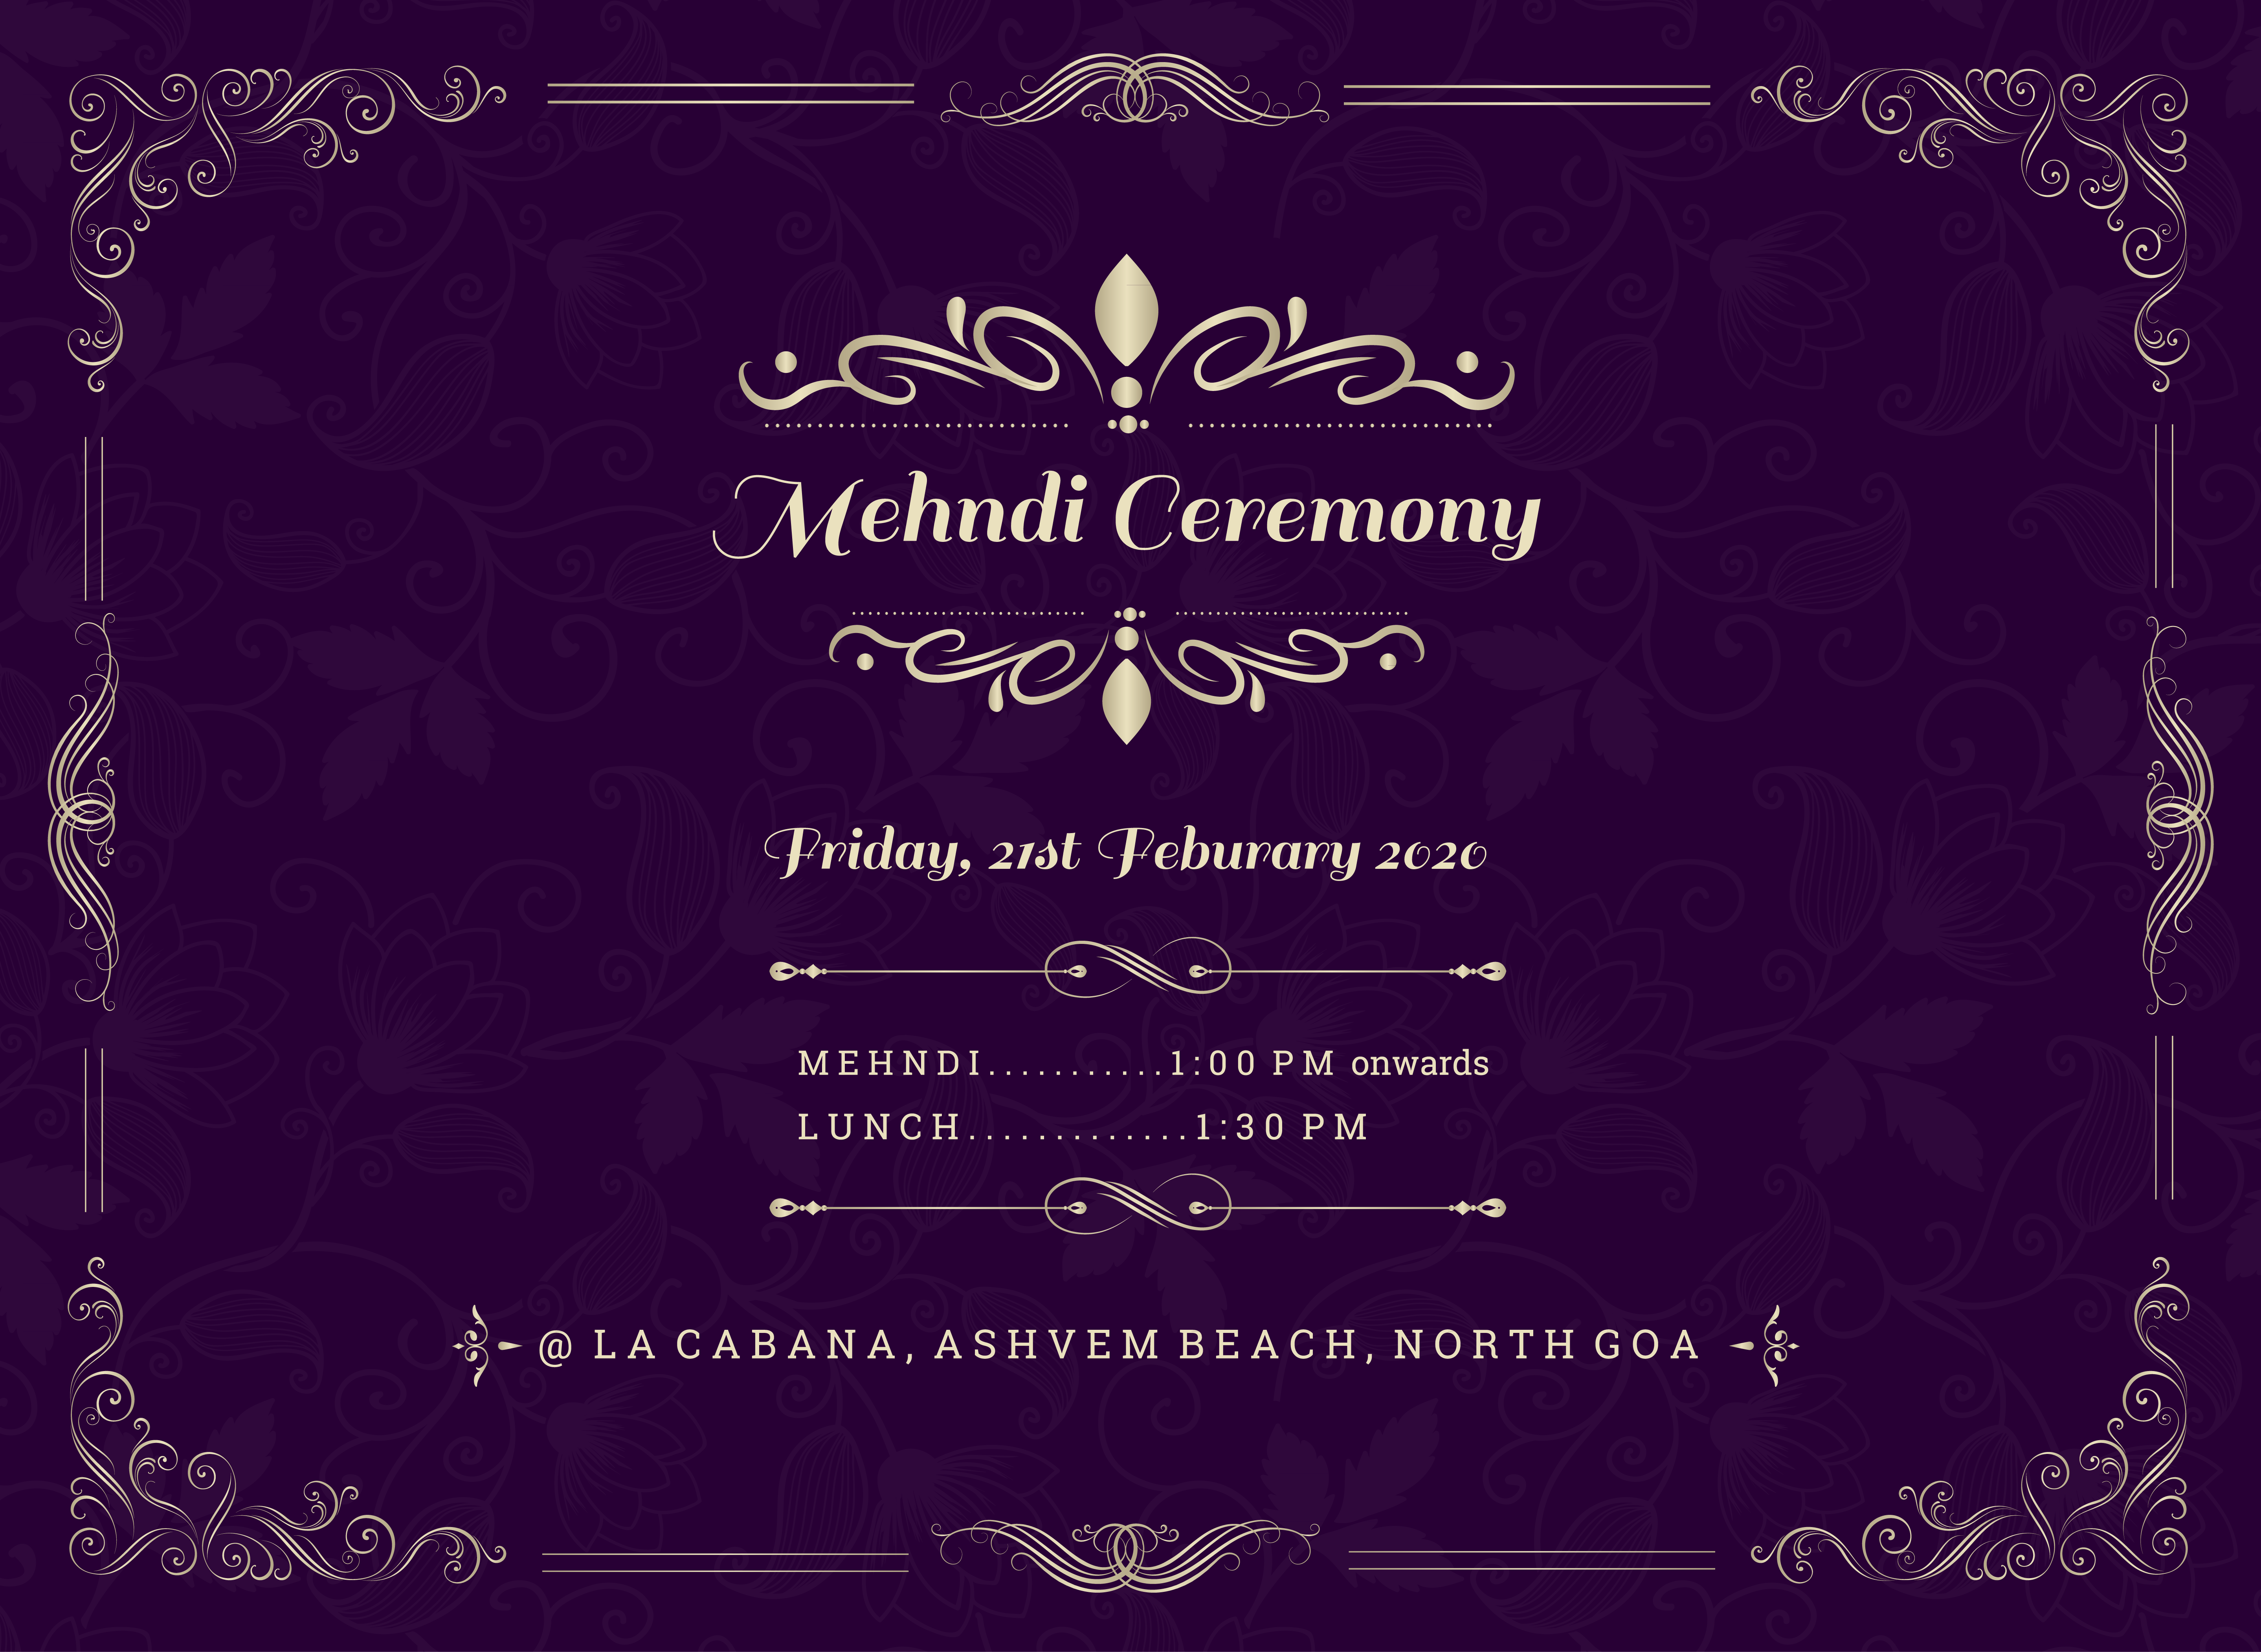 Mehndi Ceremony
Friday, 21st Feburary 2020
MEHNDI...........1:00 PM onwards
LUNCH.............1:30 PM
@ LA CABANA, ASHVEM BEACH, NORTH GOA